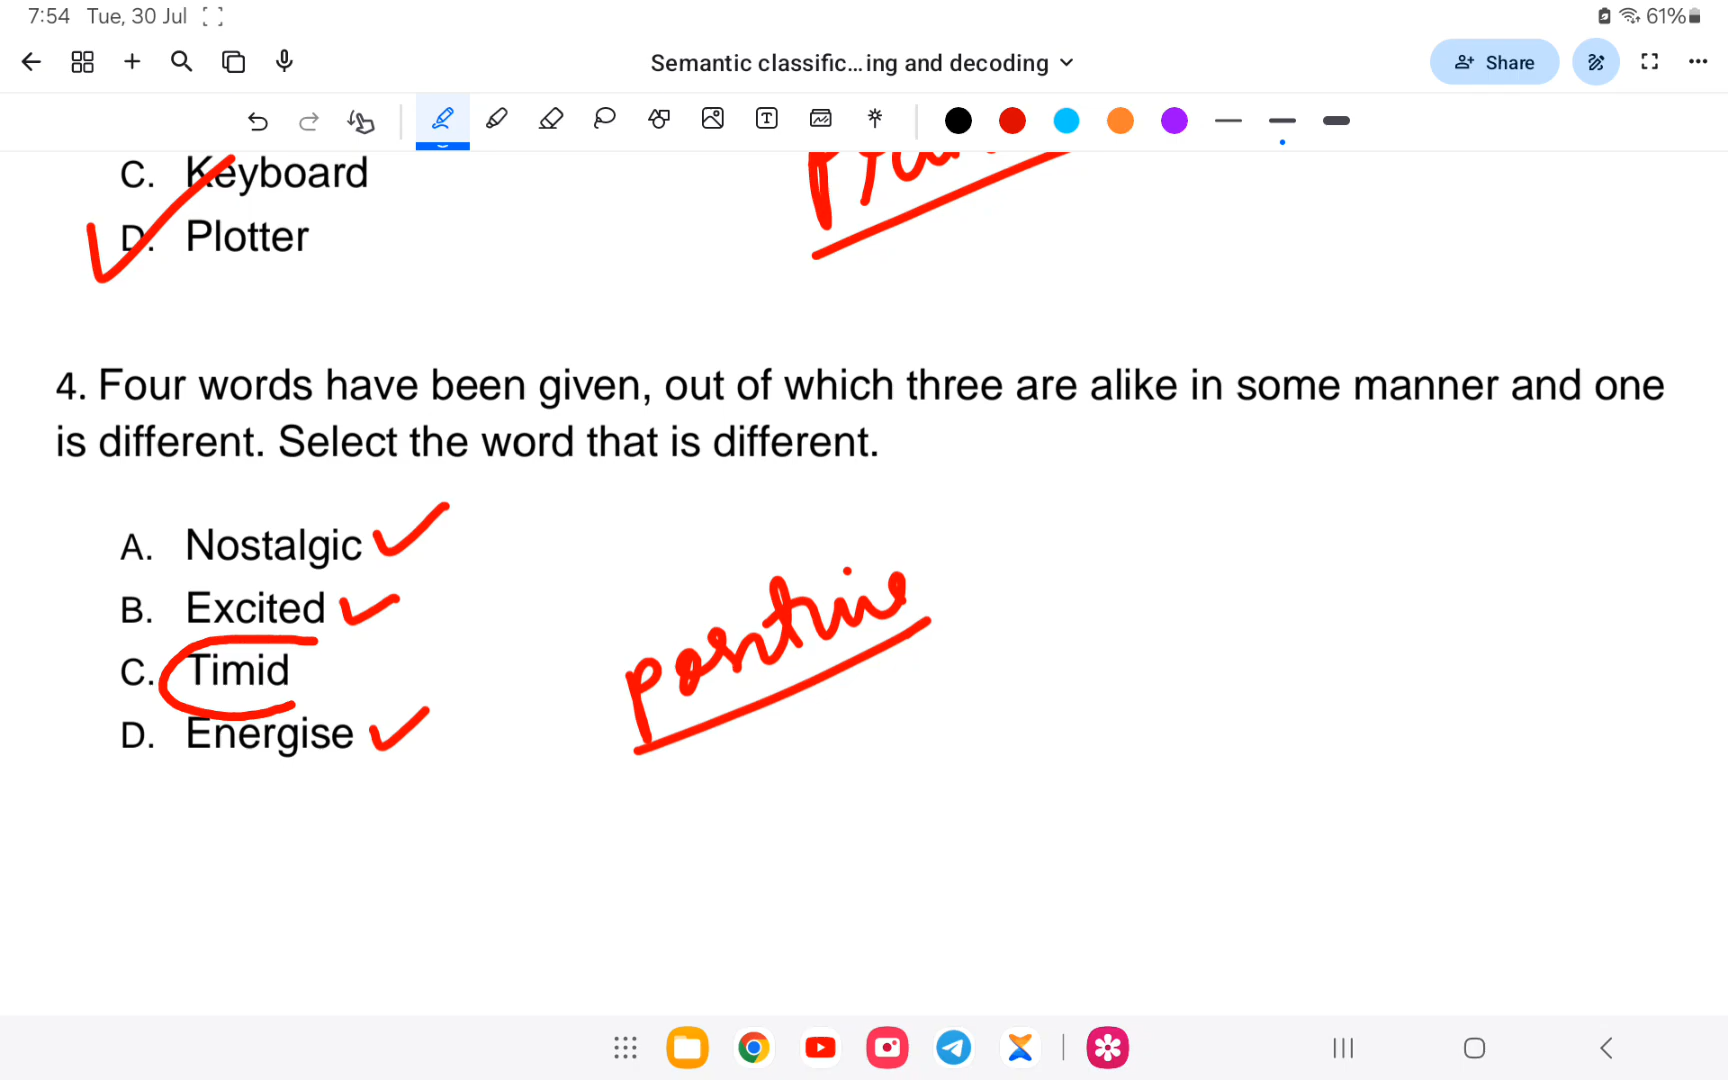 7:54 Tue, 30 Jul 61%
Semantic classific...ing and decoding
Share
C. Keyboard
D. Plotter
4. Four words have been given, out of which three are alike in some manner and one
is different. Select the word that is different.
A. Nostalgic
B. Excited
C. Timid
D. Energise
positive